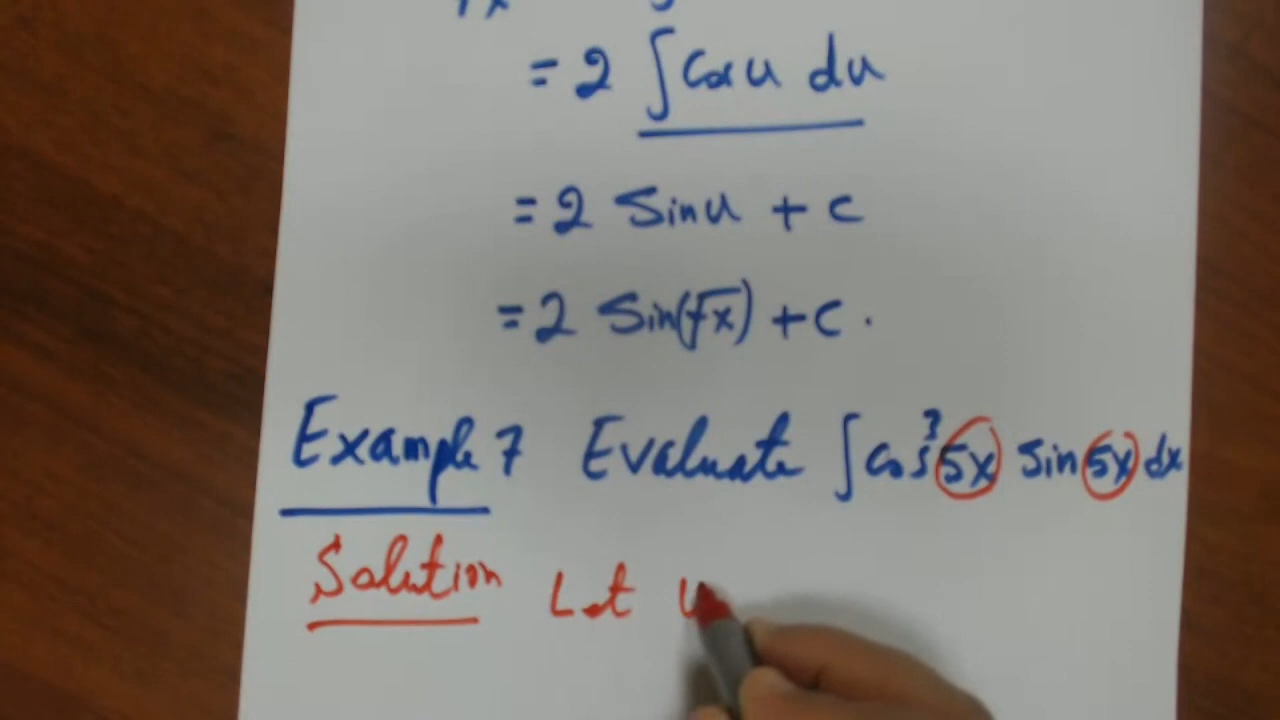 = 2 ∫ Cos u du
= 2 Sin u + c
= 2 Sin(√x) + c .
Example 7 Evaluate ∫ Cos³ 5x Sin 5x dx
Solution Let u